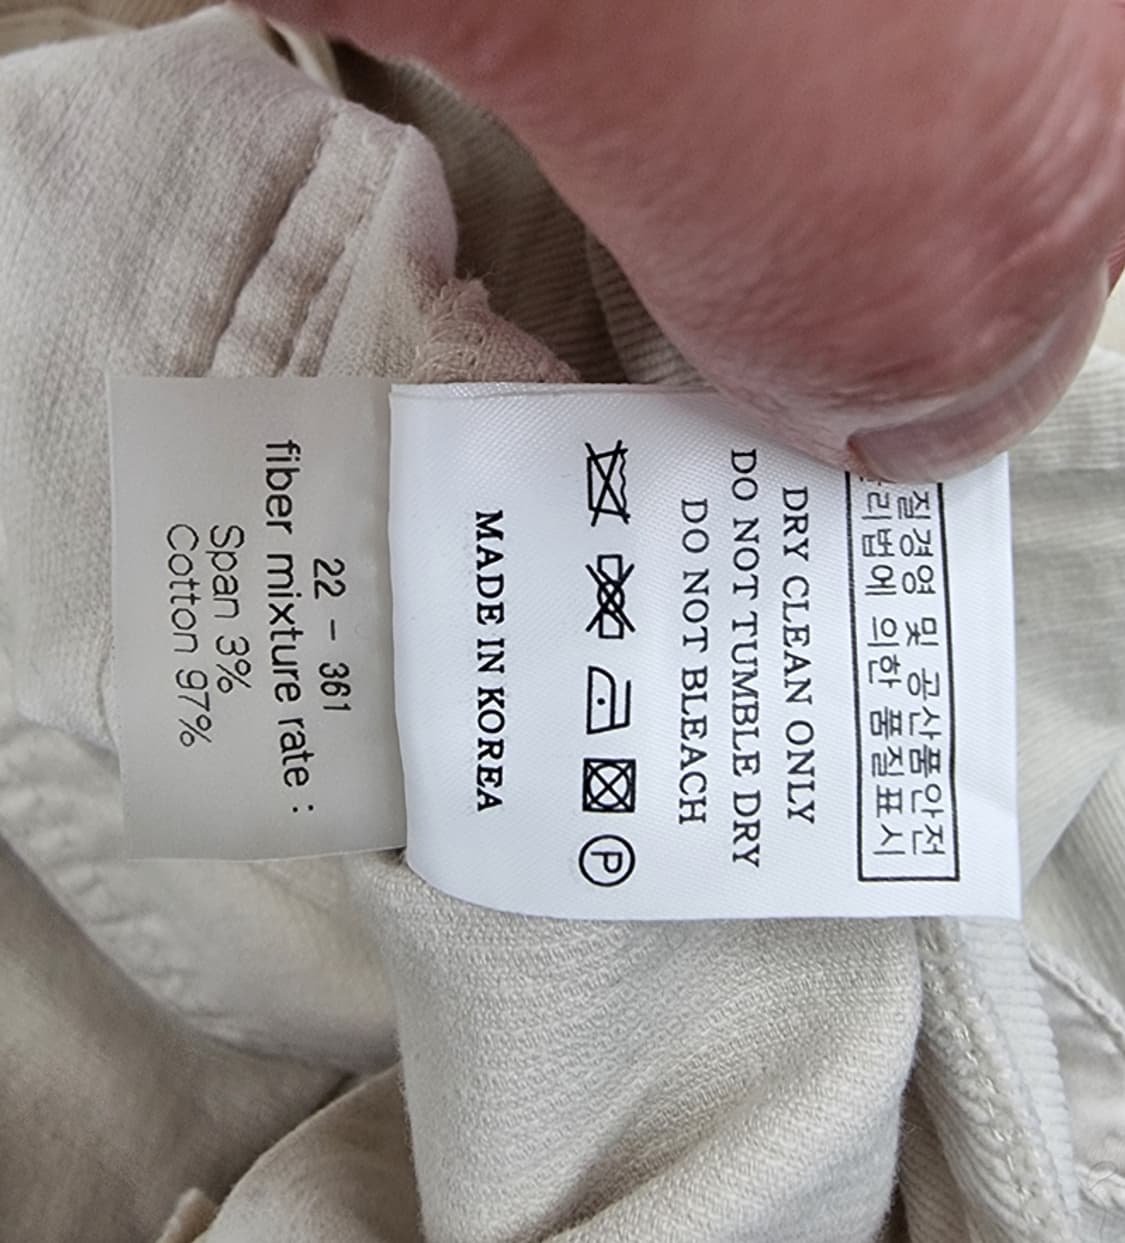 질경영 및 공산품안전
리법에 의한 품질표시
DRY CLEAN ONLY
DO NOT TUMBLE DRY
DO NOT BLEACH
P
MADE IN KOREA
22 - 361
fiber mixture rate :
Span 3%
Cotton 97%